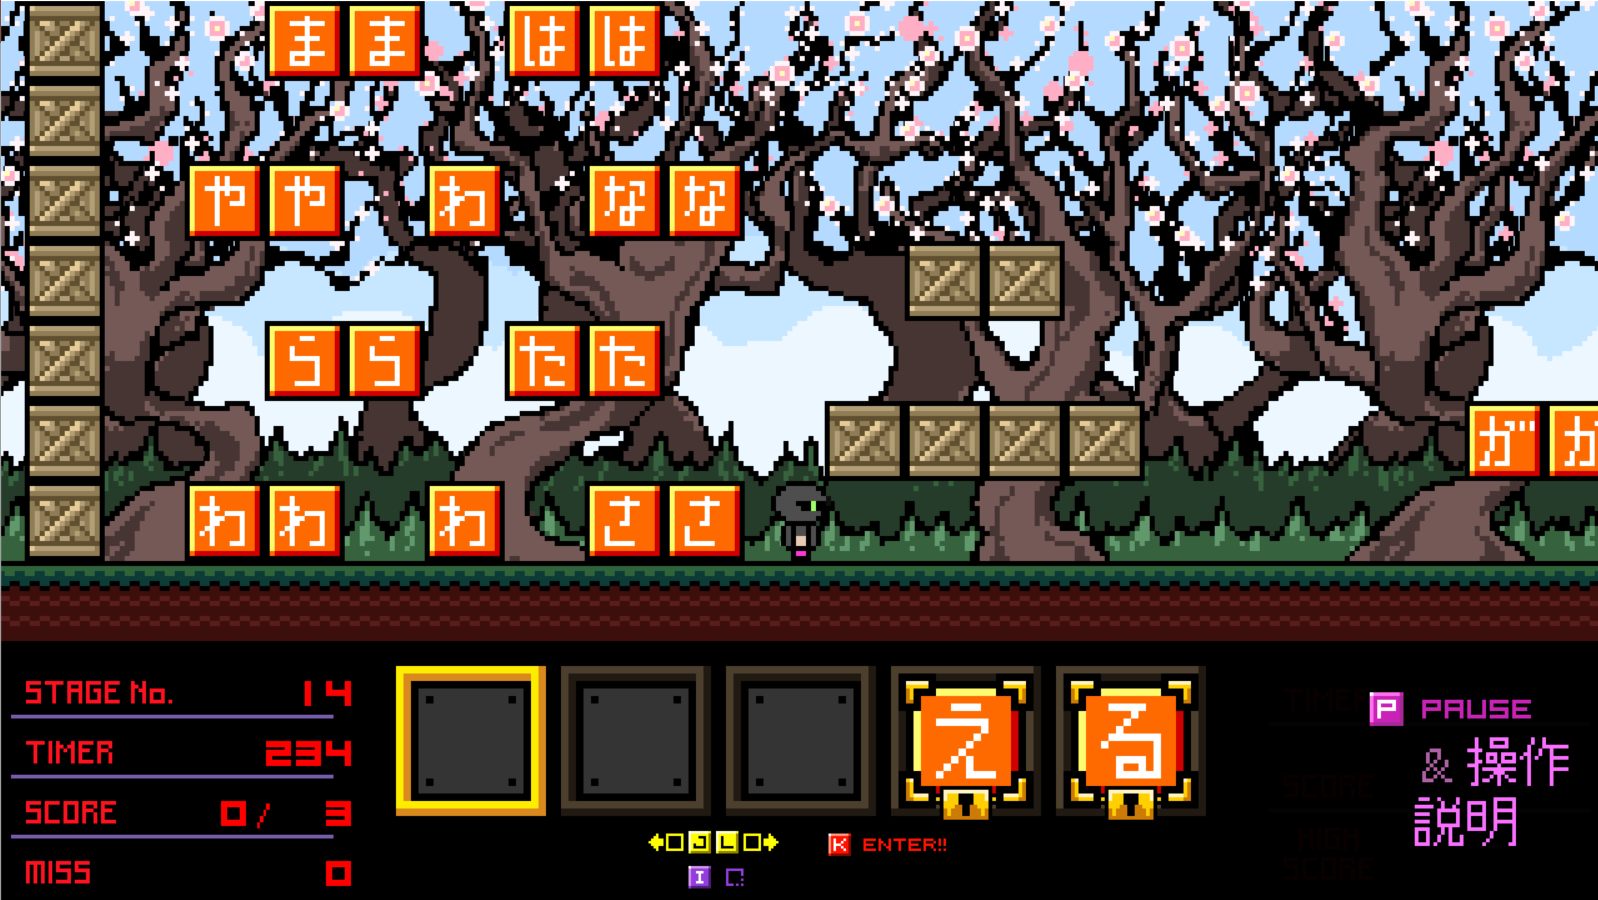 まま はは
やや わ なな
らら たた
がが
わわ わ ささ
STAGE No. 14
TIMER 234
SCORE 0/ 3
MISS 0
え る
J L
K ENTER!!
I
P PAUSE
& 操作
説明